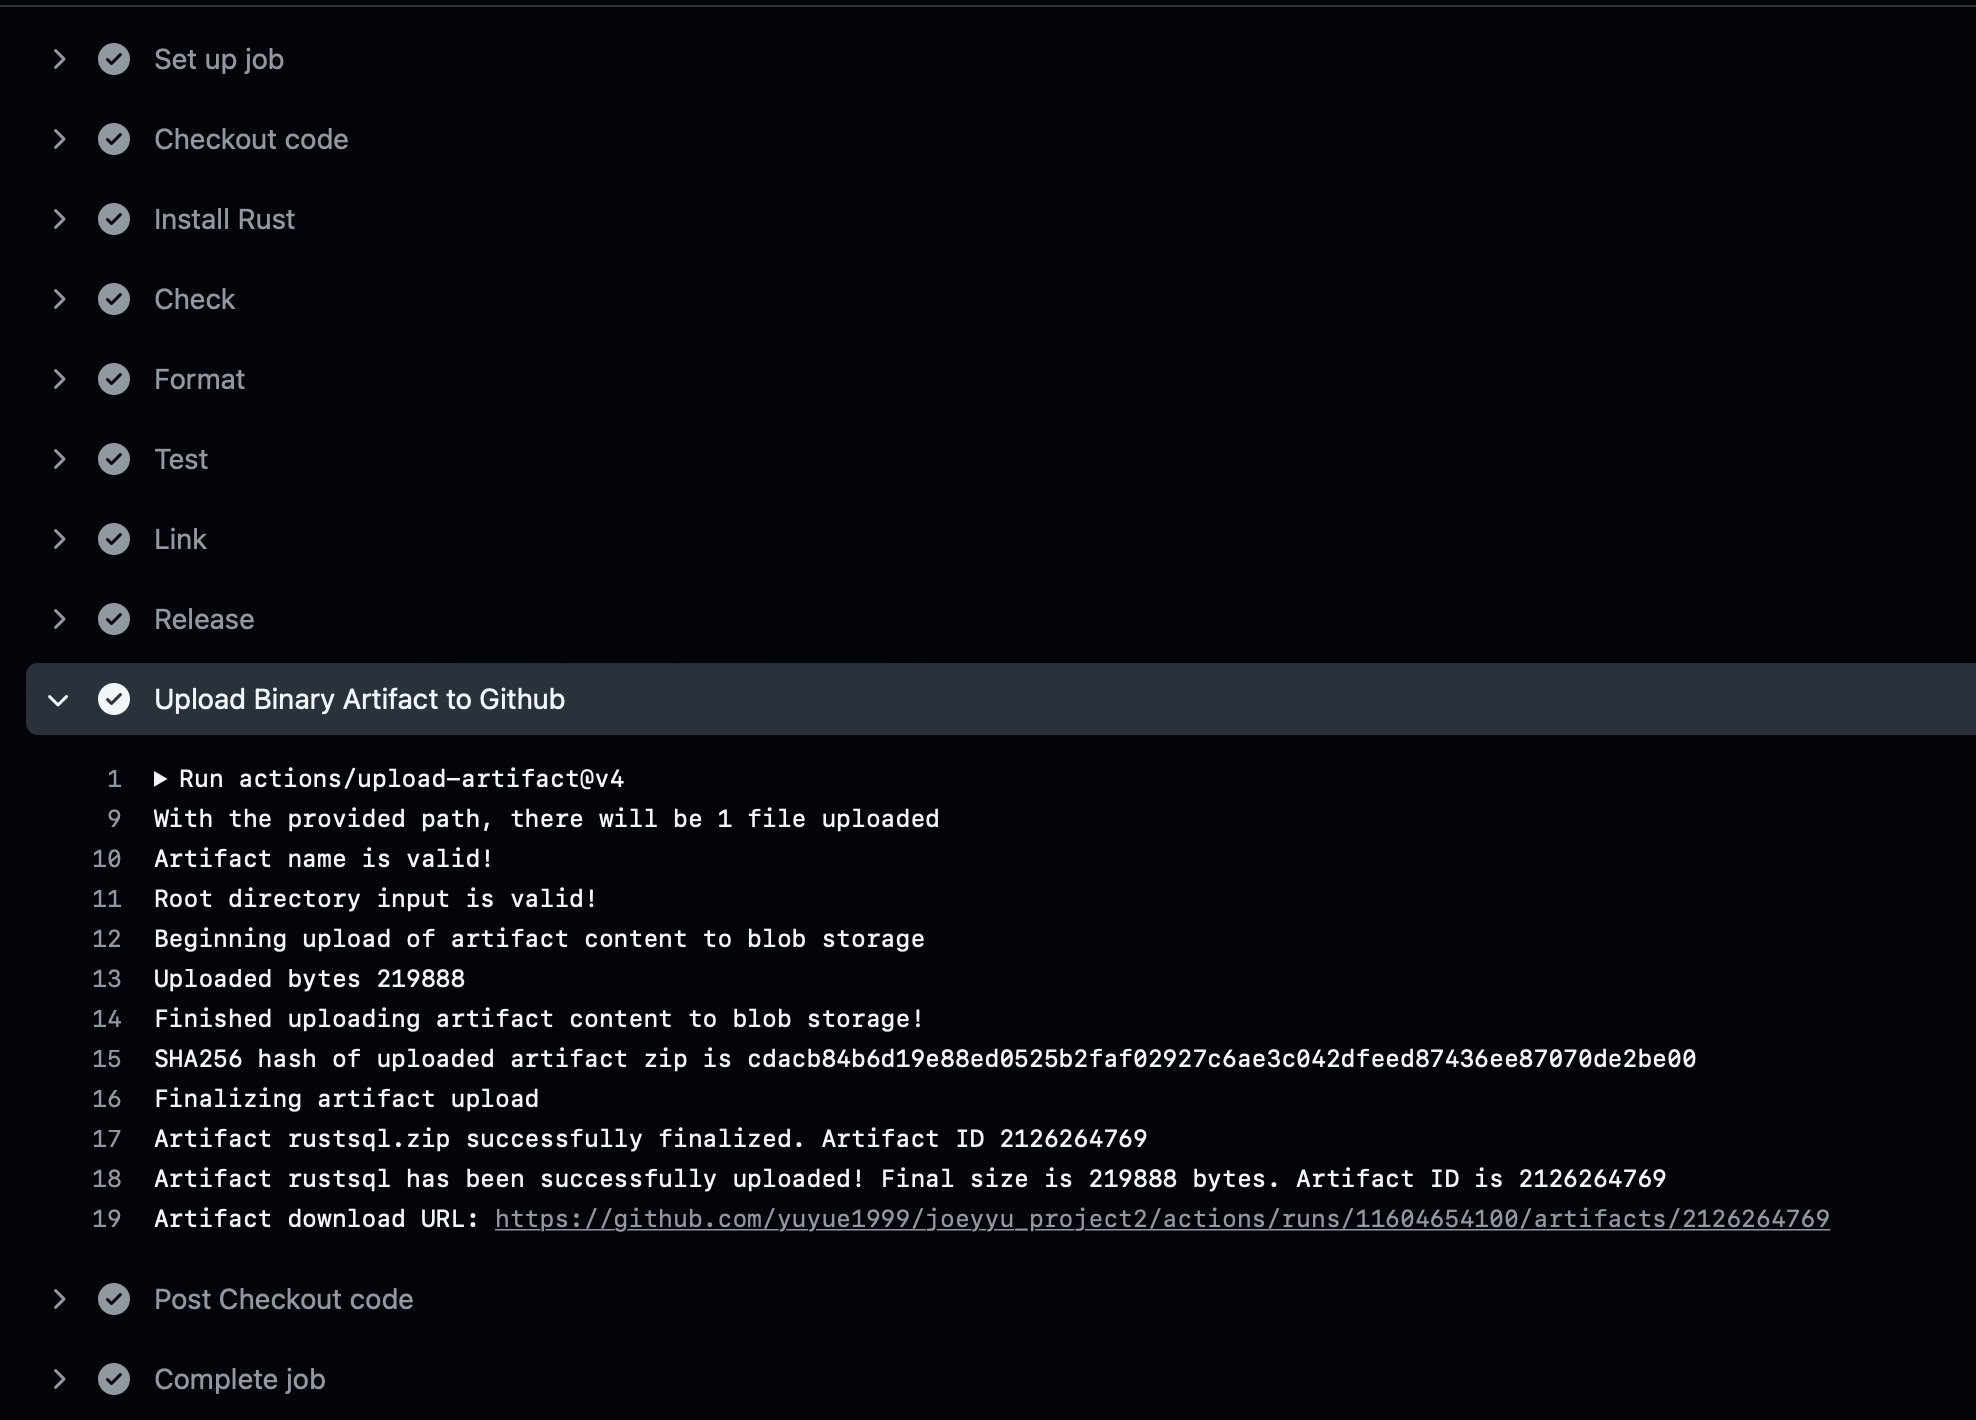 Set up job
Checkout code
Install Rust
Check
Format
Test
Link
Release
Upload Binary Artifact to Github
1 Run actions/upload-artifact@v4
9 With the provided path, there will be 1 file uploaded
10 Artifact name is valid!
11 Root directory input is valid!
12 Beginning upload of artifact content to blob storage
13 Uploaded bytes 219888
14 Finished uploading artifact content to blob storage!
15 SHA256 hash of uploaded artifact zip is cdacb84b6d19e88ed0525b2faf02927c6ae3c042dfeed87436ee87070de2be00
16 Finalizing artifact upload
17 Artifact rustsql.zip successfully finalized. Artifact ID 2126264769
18 Artifact rustsql has been successfully uploaded! Final size is 219888 bytes. Artifact ID is 2126264769
19 Artifact download URL: https://github.com/yuyue1999/joeyyu_project2/actions/runs/11604654100/artifacts/2126264769
Post Checkout code
Complete job